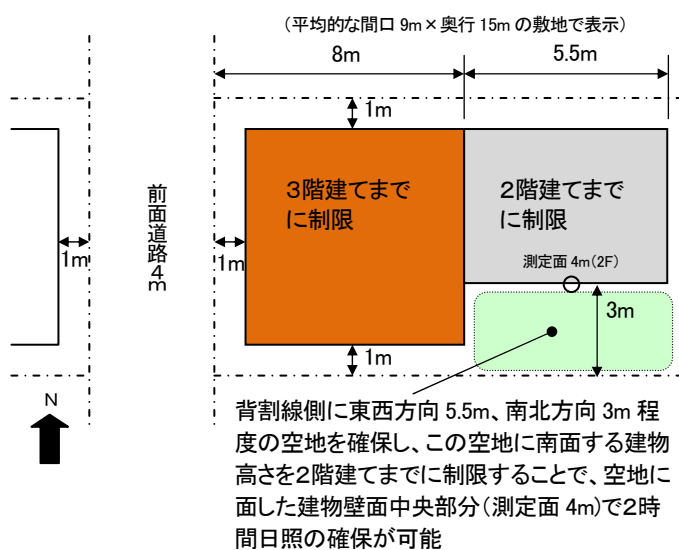 （平均的な間口 9m×奥行 15m の敷地で表示）
8m
5.5m
1m
3階建てまで
に制限
2階建てまで
に制限
前面道路4m
1m
1m
測定面 4m(2F)
3m
1m
N
背割線側に東西方向 5.5m、南北方向 3m 程
度の空地を確保し、この空地に南面する建物
高さを2階建てまでに制限することで、空地に
面した建物壁面中央部分(測定面 4m)で2時
間日照の確保が可能